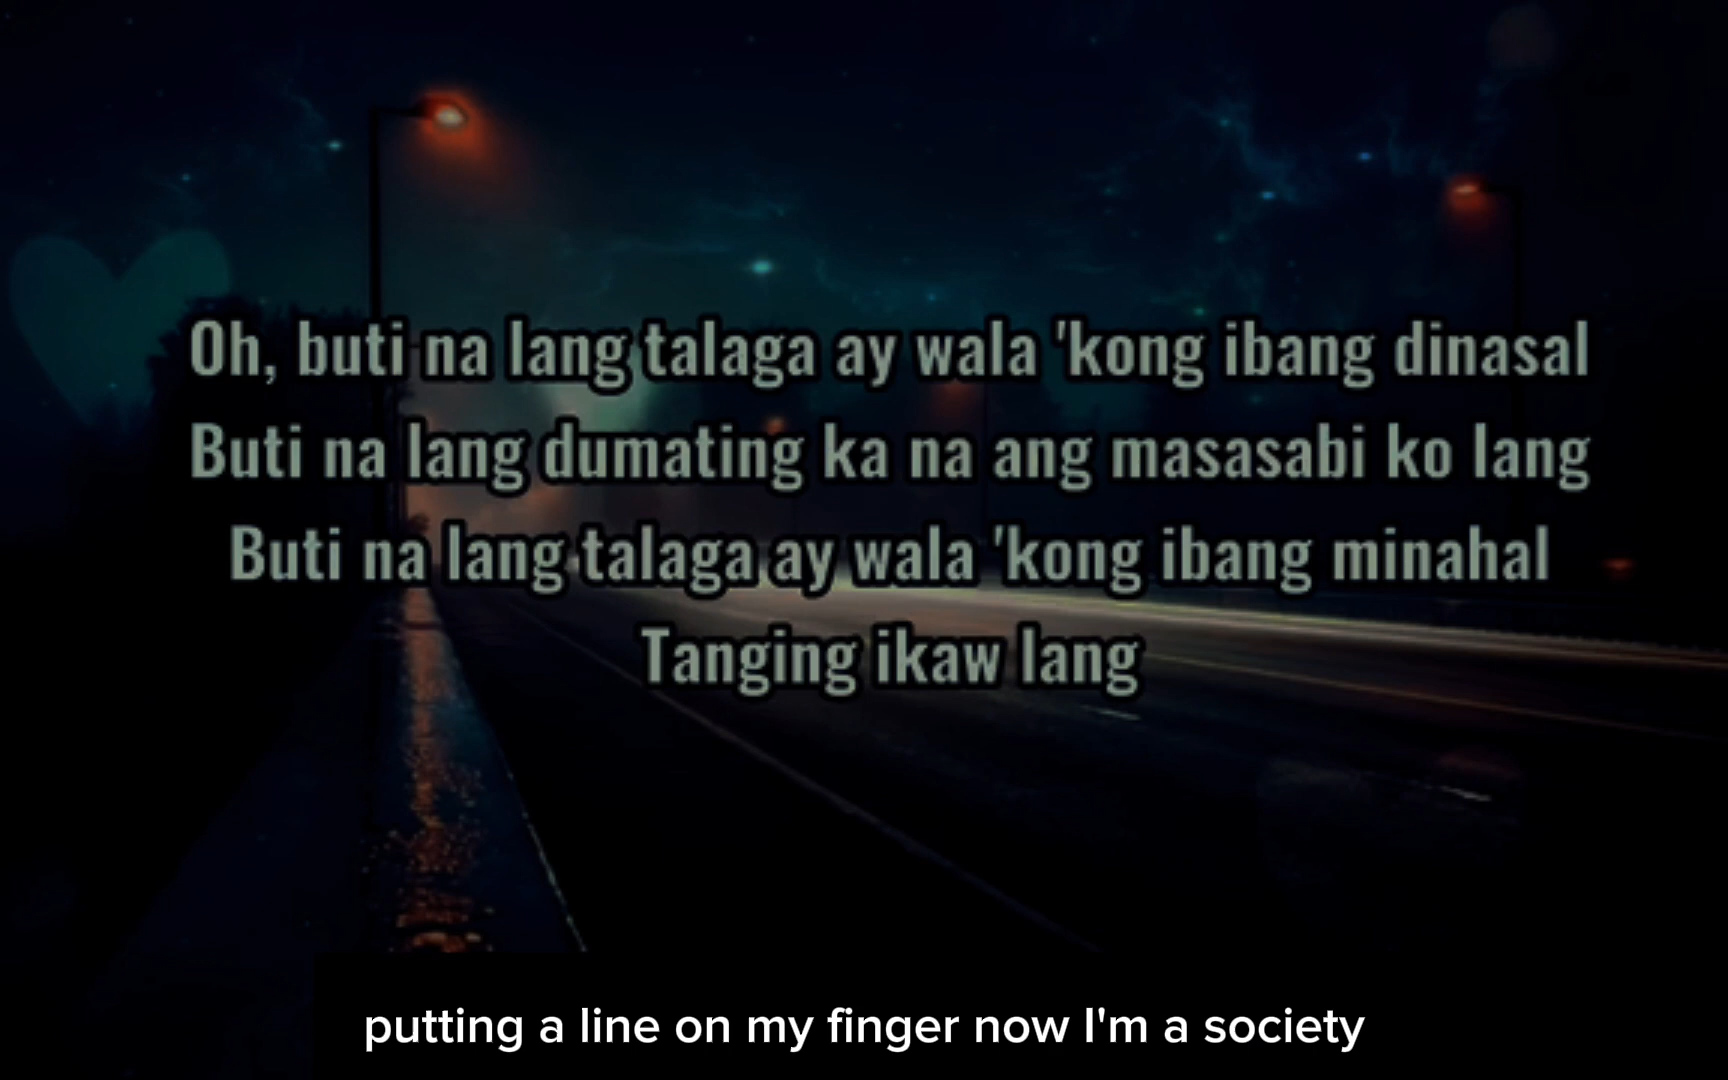 Oh, buti na lang talaga ay wala 'kong ibang dinasal
Buti na lang dumating ka na ang masasabi ko lang
Buti na lang talaga ay wala 'kong ibang minahal
Tanging ikaw lang
putting a line on my finger now I'm a society